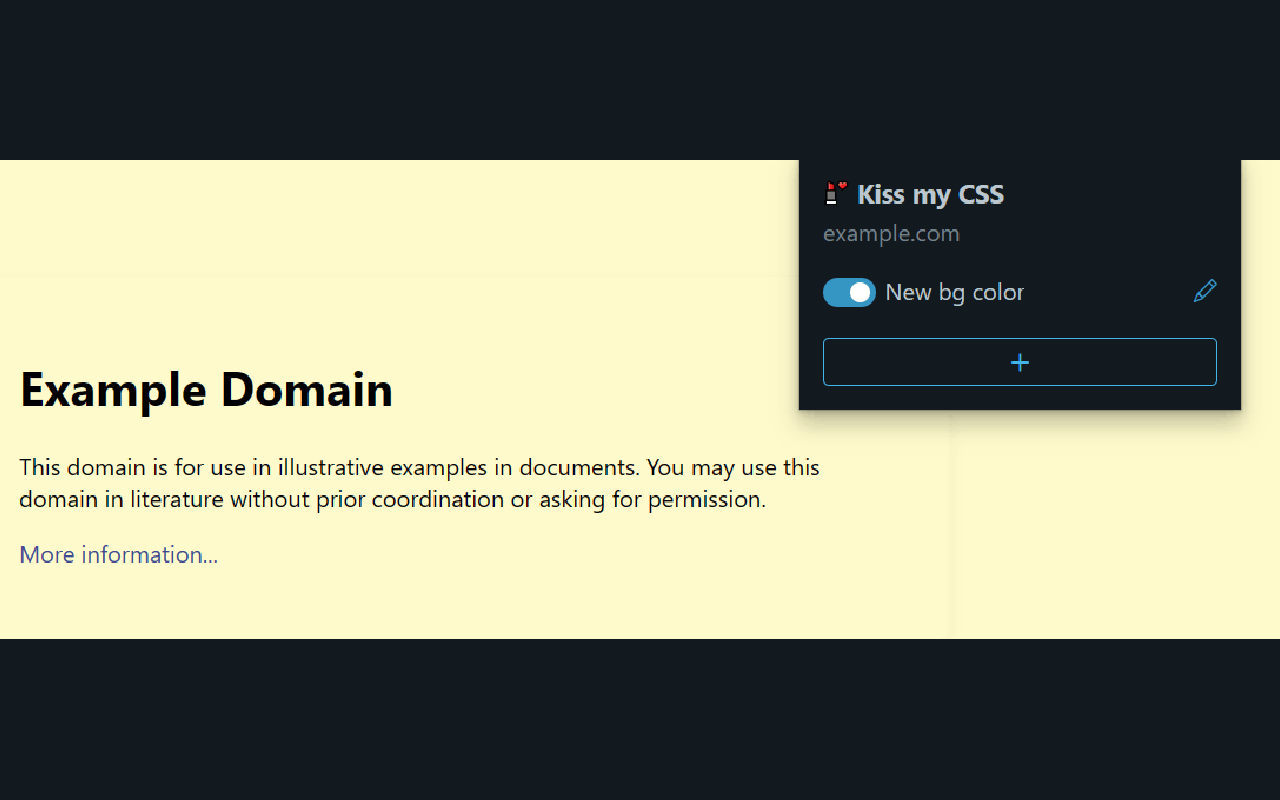 Kiss my CSS
example.com
New bg color
+
Example Domain
This domain is for use in illustrative examples in documents. You may use this
domain in literature without prior coordination or asking for permission.
More information...